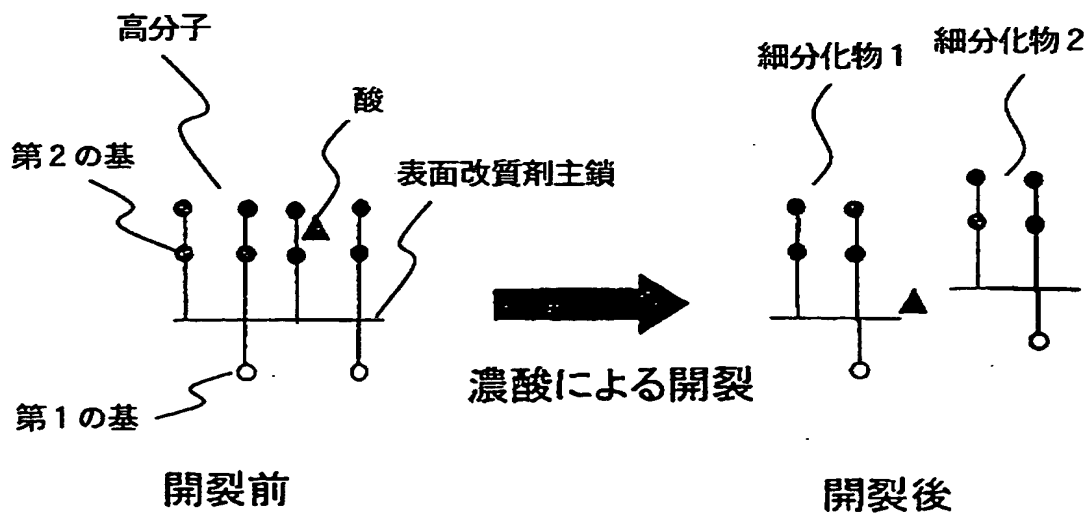 高分子
酸
第2の基
表面改質剤主鎖
第1の基
開裂前
濃酸による開裂
細分化物1
細分化物2
開裂後